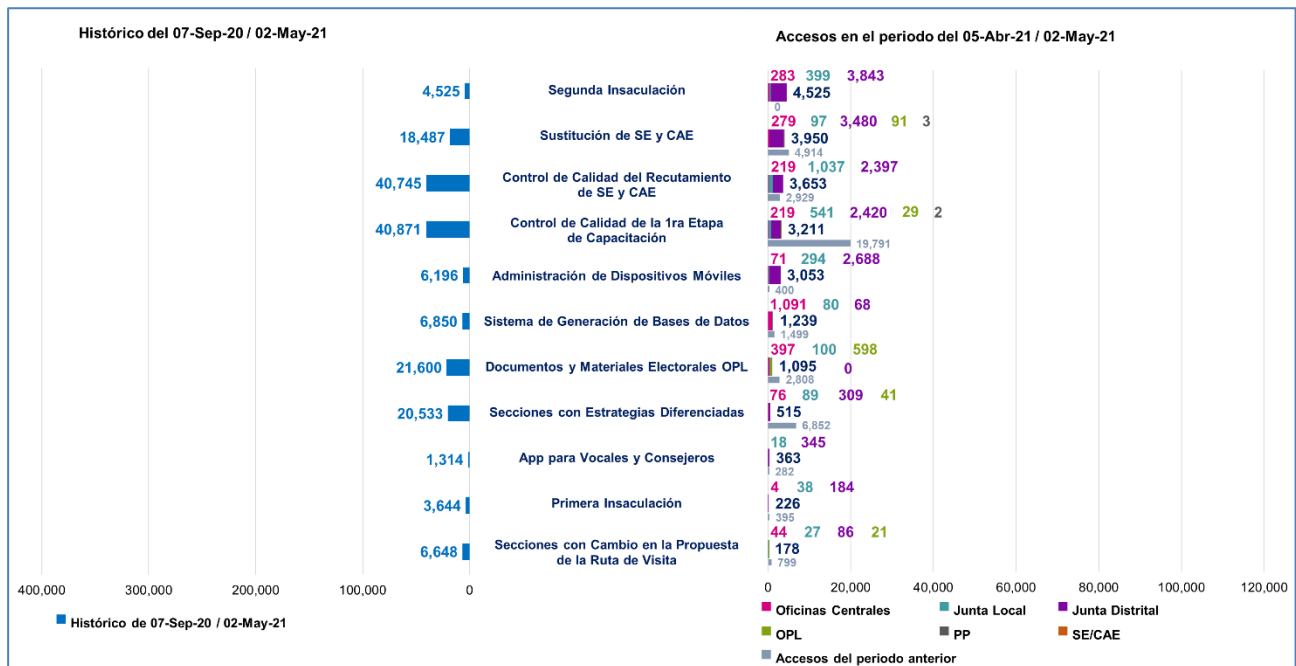 Histórico del 07-Sep-20 / 02-May-21
Accesos en el periodo del 05-Abr-21 / 02-May-21
283 399 3,843
4,525 Segunda Insaculación 4,525
0
279 97 3,480 91 3
18,487 Sustitución de SE y CAE 3,950
4,914
219 1,037 2,397
40,745 Control de Calidad del Recutamiento
de SE y CAE 3,653
2,929
219 541 2,420 29 2
40,871 Control de Calidad de la 1ra Etapa
de Capacitación 3,211
19,791
71 294 2,688
6,196 Administración de Dispositivos Móviles 3,053
400
1,091 80 68
6,850 Sistema de Generación de Bases de Datos 1,239
1,499
397 100 598
21,600 Documentos y Materiales Electorales OPL 1,095 0
2,808
76 89 309 41
20,533 Secciones con Estrategias Diferenciadas 515
6,852
18 345
1,314 App para Vocales y Consejeros 363
282
4 38 184
3,644 Primera Insaculación 226
395
44 27 86 21
6,648 Secciones con Cambio en la Propuesta
de la Ruta de Visita 178
799
400,000 300,000 200,000 100,000 0
0 20,000 40,000 60,000 80,000 100,000 120,000
Histórico de 07-Sep-20 / 02-May-21
Oficinas Centrales Junta Local Junta Distrital
OPL PP SE/CAE
Accesos del periodo anterior